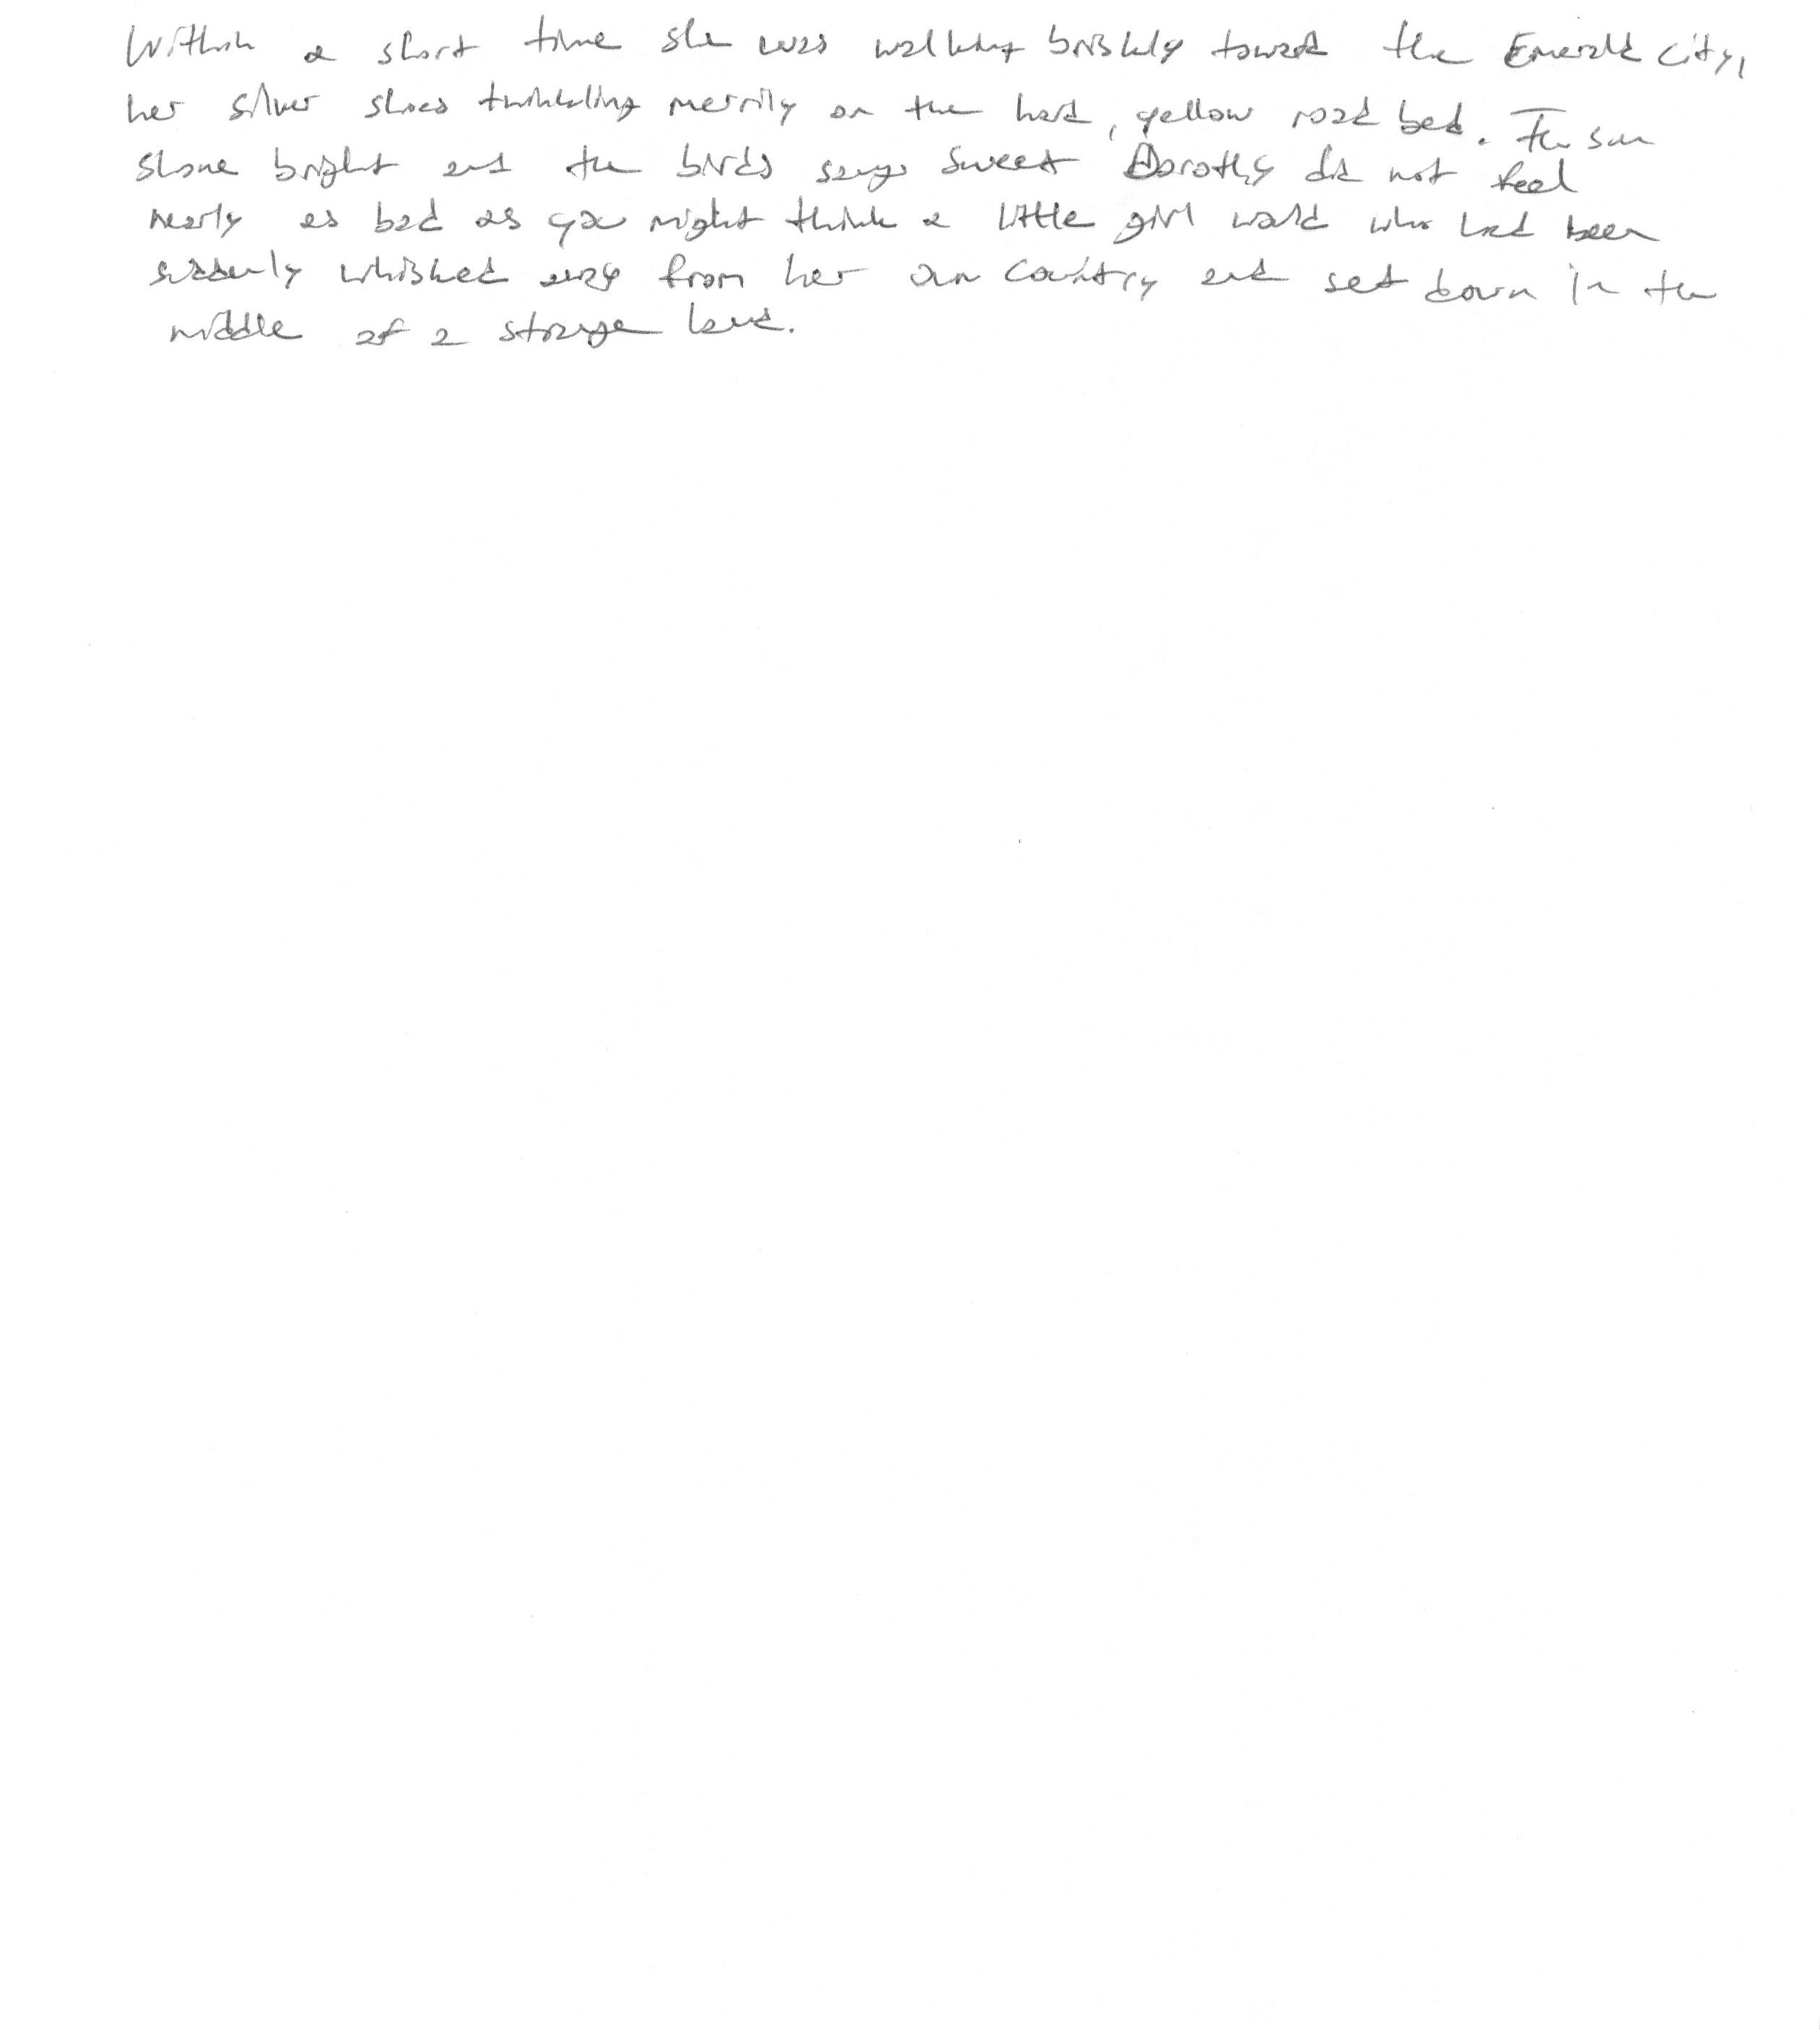 Within a short time she was walking briskly toward the Emerald City,
her silver shoes twinkling merrily on the hard, yellow road bed. The sun
shone bright and the birds sang sweet Dorothy did not feel
nearly as bad as you might think a little girl would who had been
suddenly whisked away from her own country and set down in the
middle of a strange land.